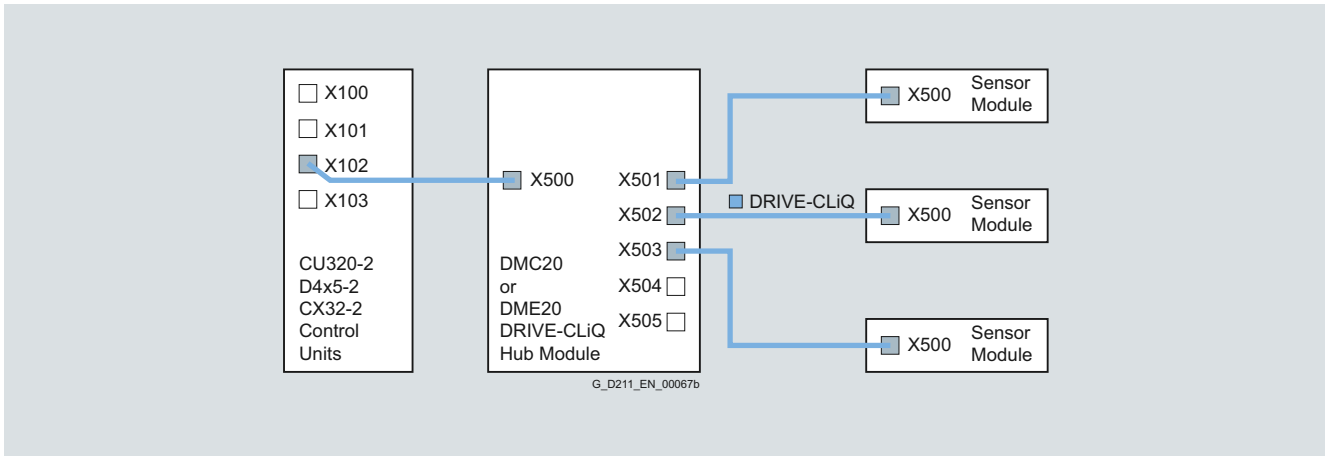 X100
X101
X102
X103
CU320-2
D4x5-2
CX32-2
Control
Units
X500
X501
X502
X503
X504
X505
DMC20
or
DME20
DRIVE-CLiQ
Hub Module
DRIVE-CLiQ
X500
Sensor
Module
X500
Sensor
Module
X500
Sensor
Module
G_D211_EN_00067b